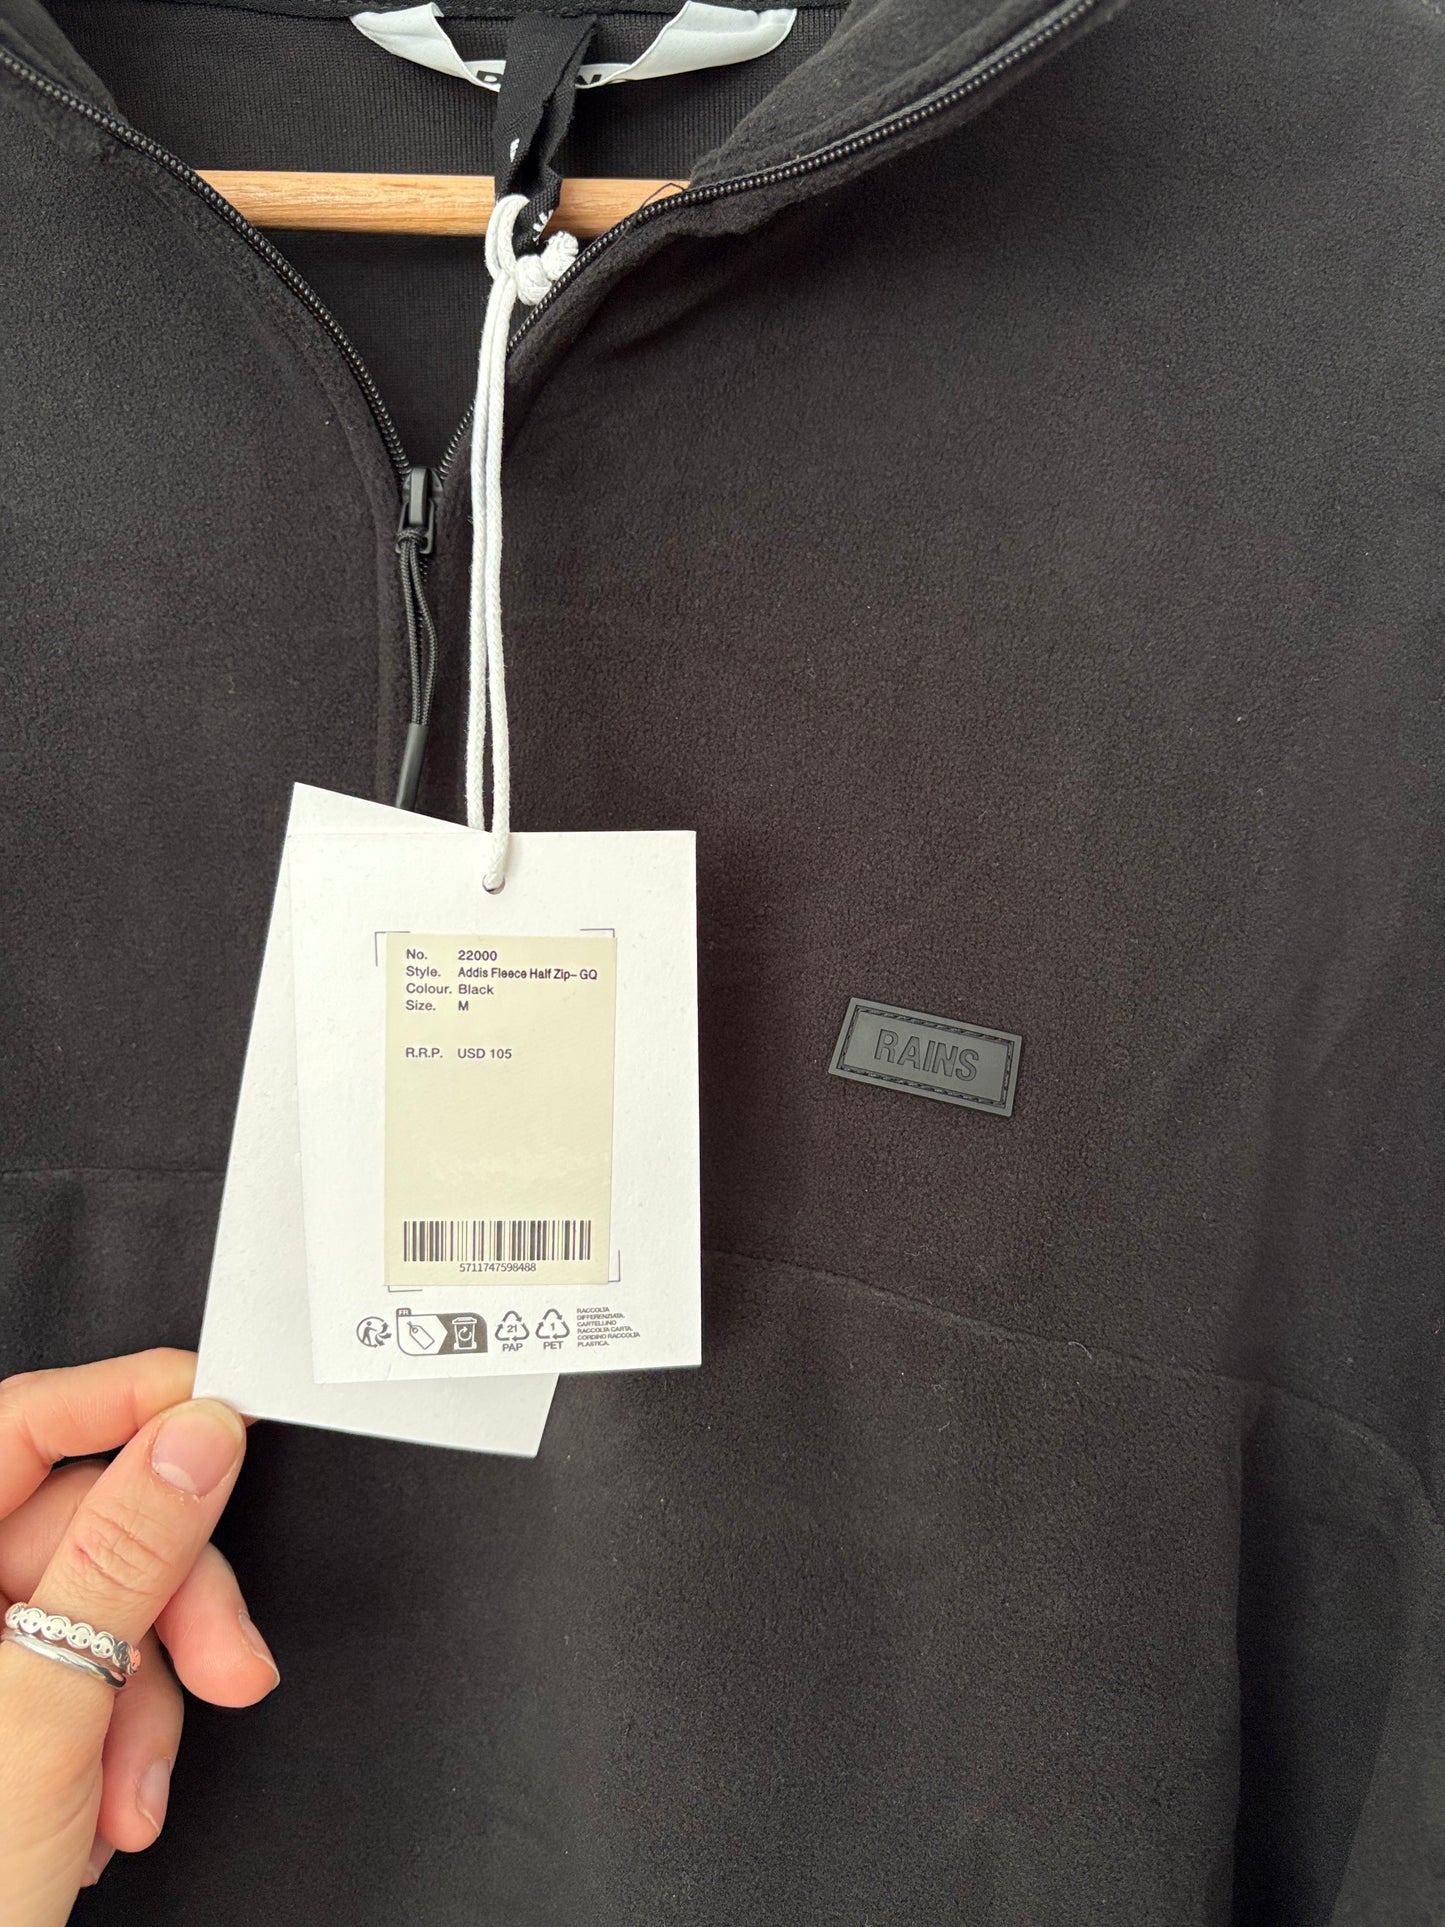 No. 22000
Style. Addis Fleece Half Zip- GQ
Colour. Black
Size. M
R.R.P. USD 105
5711747598488
FR
21
PAP
1
PET
RACCOLTA
DIFFERENZIATA.
CARTELLINO
RACCOLTA CARTA.
CORDINO RACCOLTA
PLASTICA.
RAINS